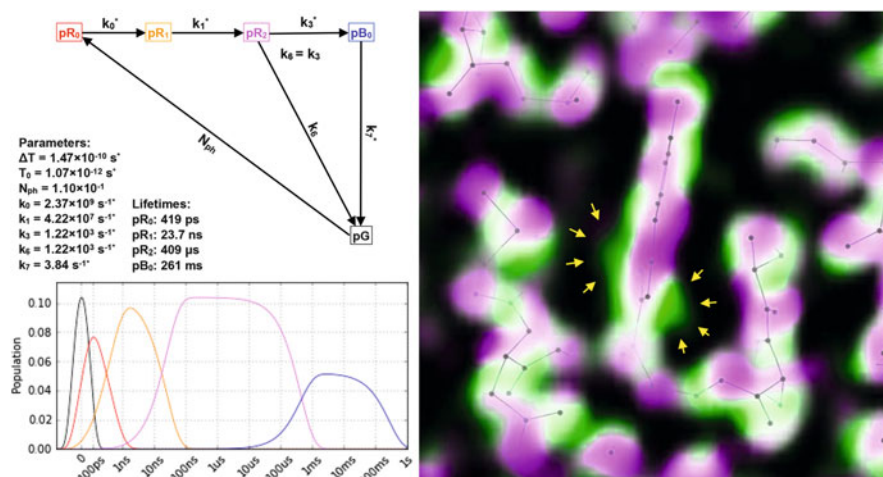 k₀* k₁* k₃*
pR₀ pR₁ pR₂ pB₀
k₆ = k₃
k₆
k₇*
Nₚₕ
Parameters:
ΔT = 1.47×10⁻¹⁰ s*
T₀ = 1.07×10⁻¹² s*
Nₚₕ = 1.10×10⁻¹
k₀ = 2.37×10⁹ s⁻¹*
k₁ = 4.22×10⁷ s⁻¹*
k₃ = 1.22×10³ s⁻¹*
k₆ = 1.22×10³ s⁻¹*
k₇ = 3.84 s⁻¹*
Lifetimes:
pR₀: 419 ps
pR₁: 23.7 ns
pR₂: 409 µs
pB₀: 261 ms
pG
Population
0.10
0.08
0.06
0.04
0.02
0.00
0 100ps 1ns 10ns 100ns 1us 10us 100us 1ms 10ms 100ms 1s